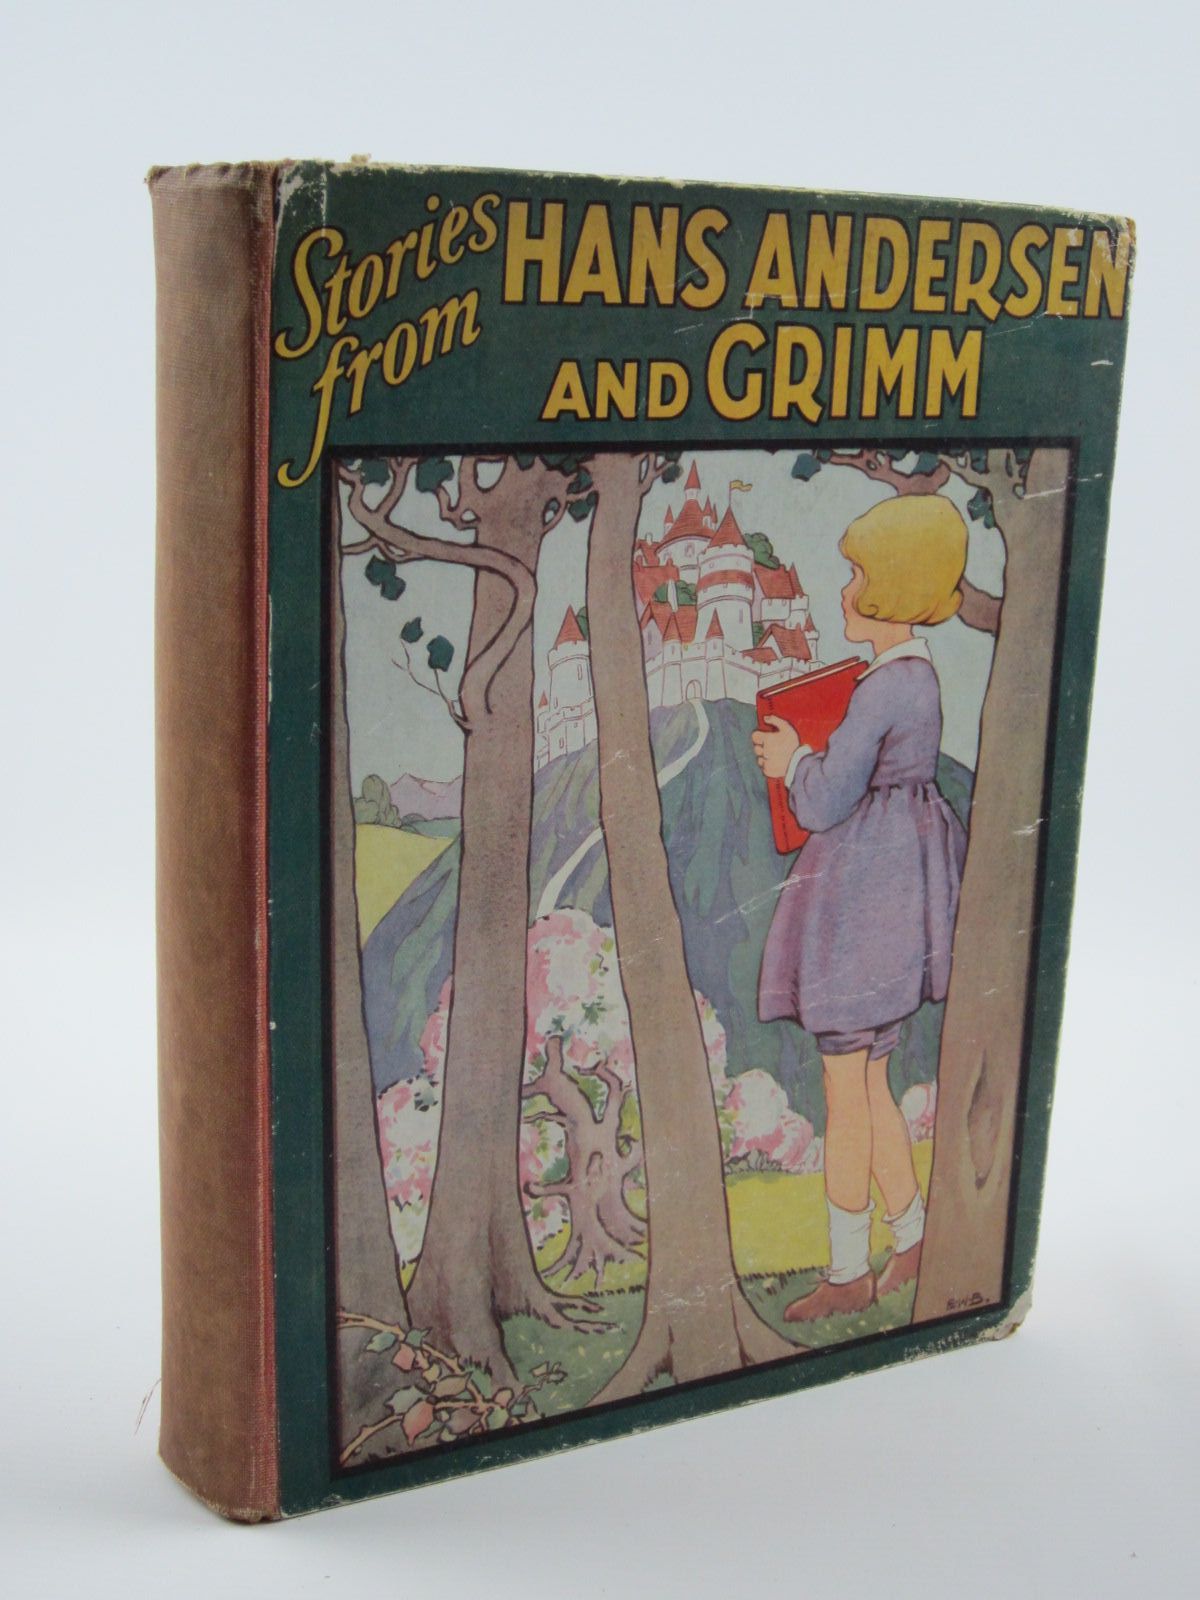 Stories from HANS ANDERSEN
AND GRIMM
E.W.B.